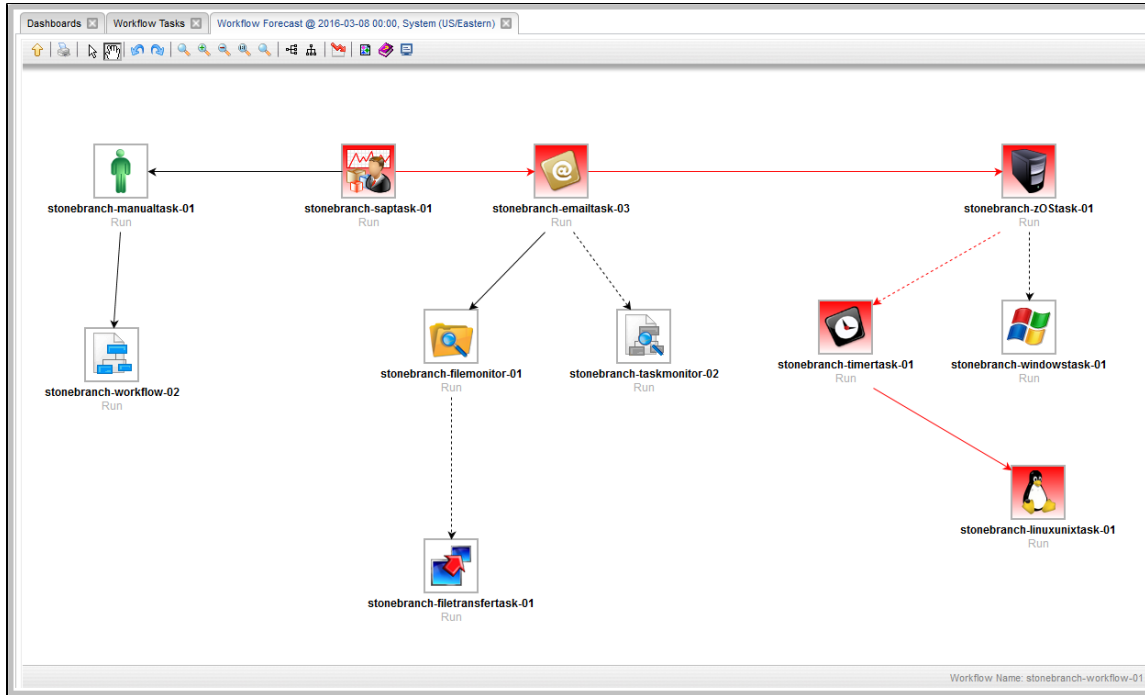 Dashboards
Workflow Tasks
Workflow Forecast @ 2016-03-08 00:00, System (US/Eastern)
stonebranch-manualtask-01
Run
stonebranch-saptask-01
Run
stonebranch-emailtask-03
Run
stonebranch-zOStask-01
Run
stonebranch-workflow-02
Run
stonebranch-filemonitor-01
Run
stonebranch-taskmonitor-02
Run
stonebranch-timertask-01
Run
stonebranch-windowstask-01
Run
stonebranch-linuxunixtask-01
Run
stonebranch-filetransfertask-01
Run
Workflow Name: stonebranch-workflow-01